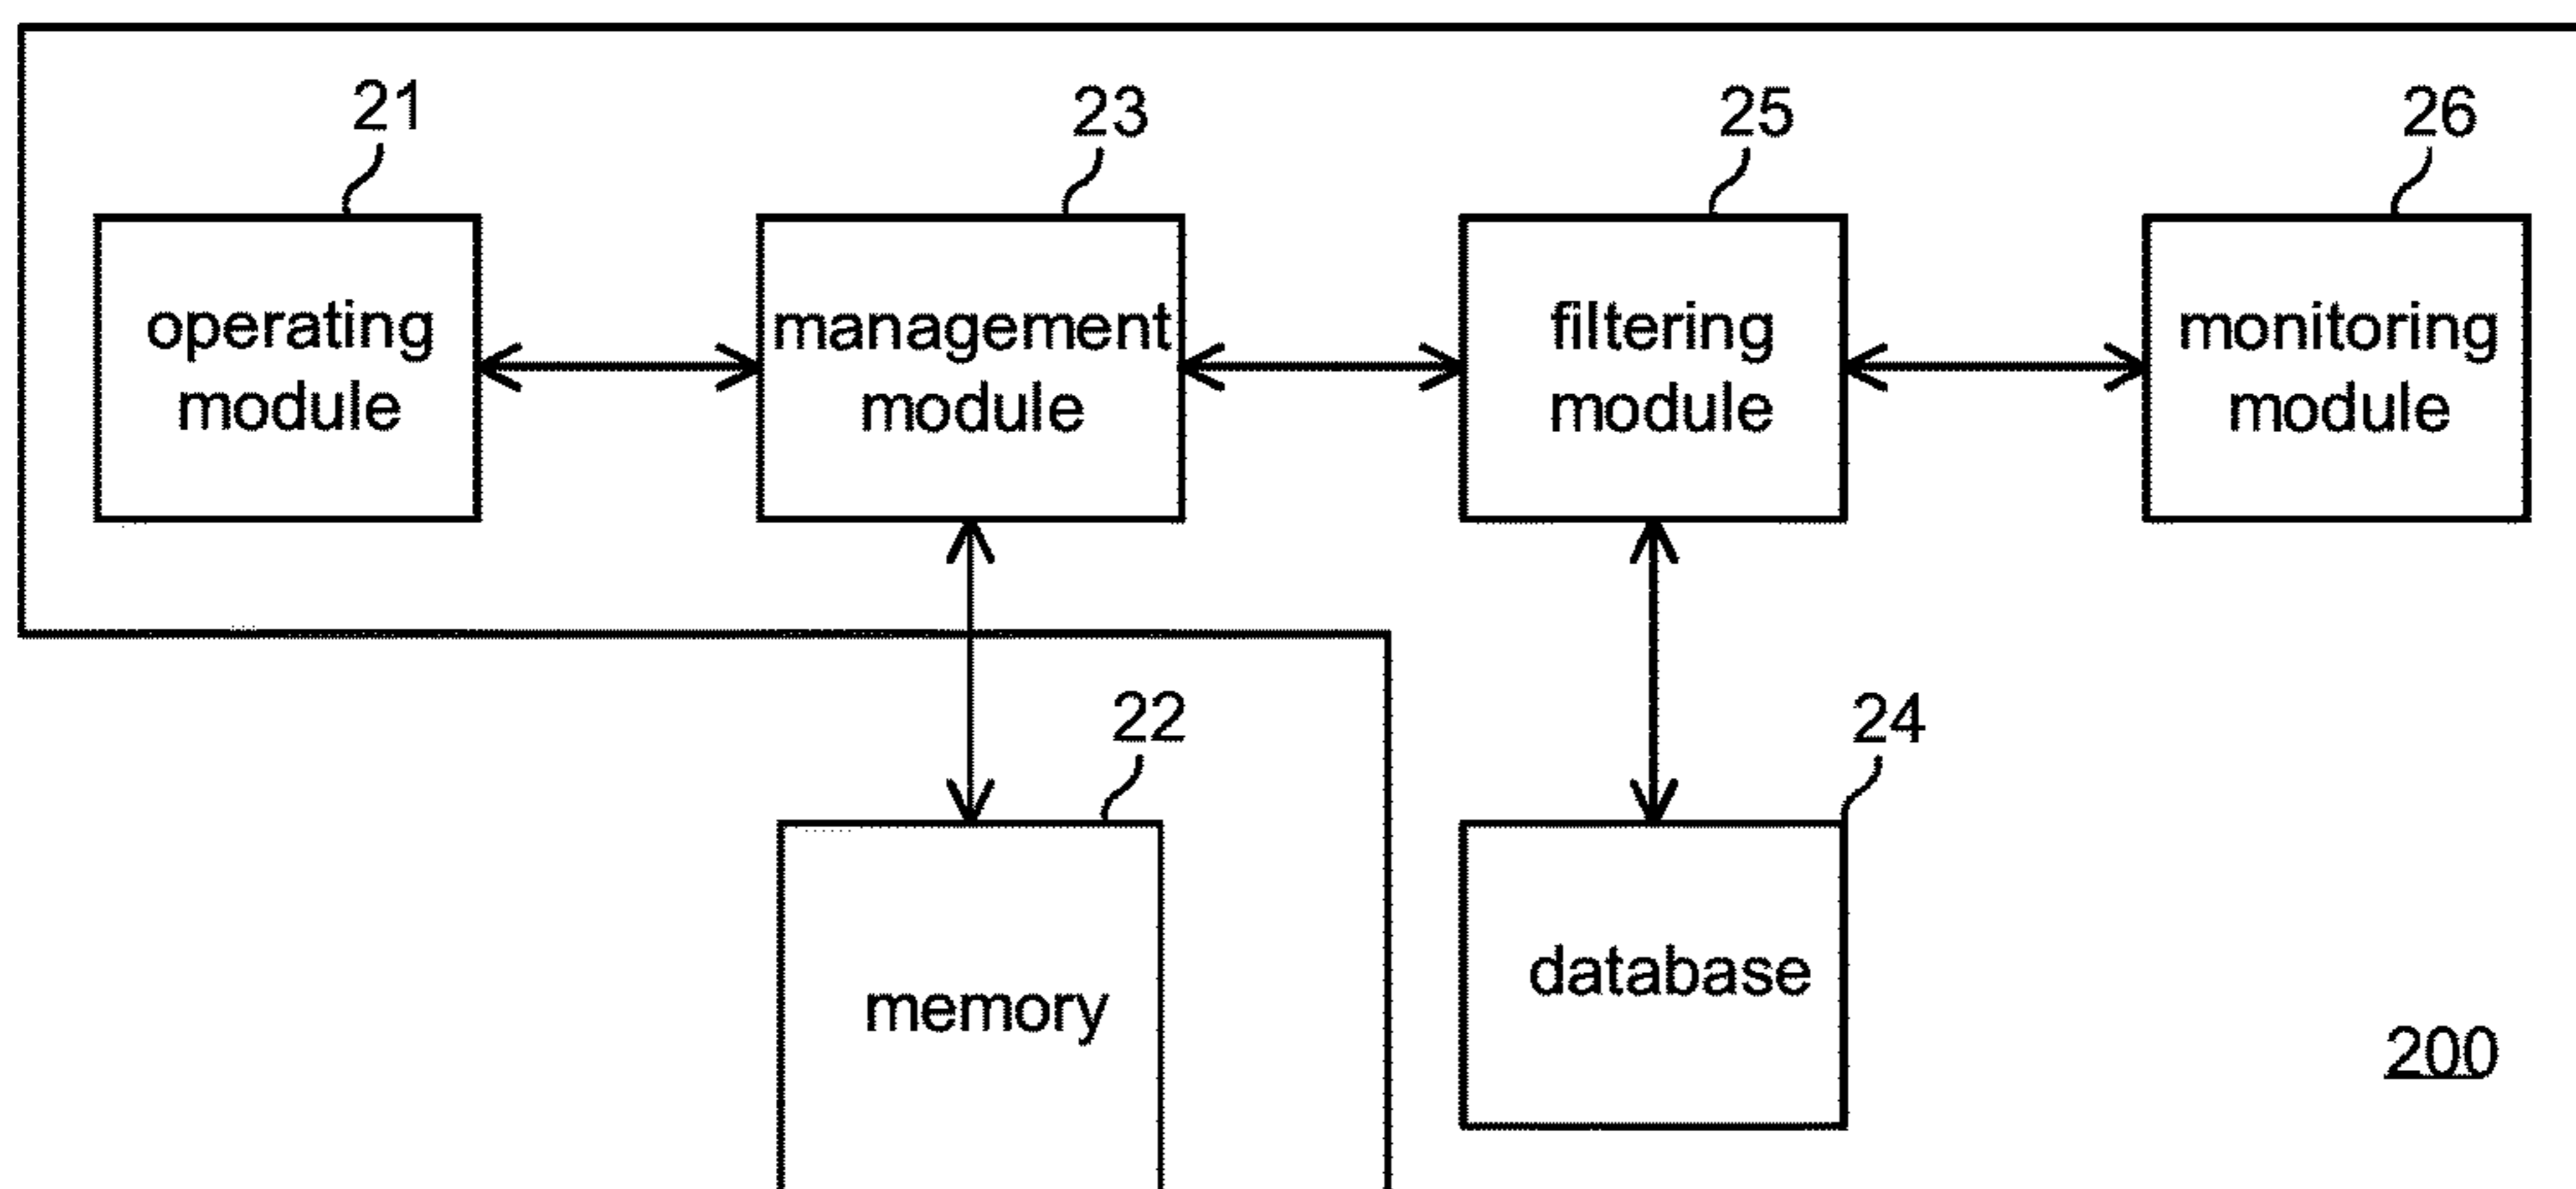 21
23
25
26
operating
module
management
module
filtering
module
monitoring
module
22
24
memory
database
200